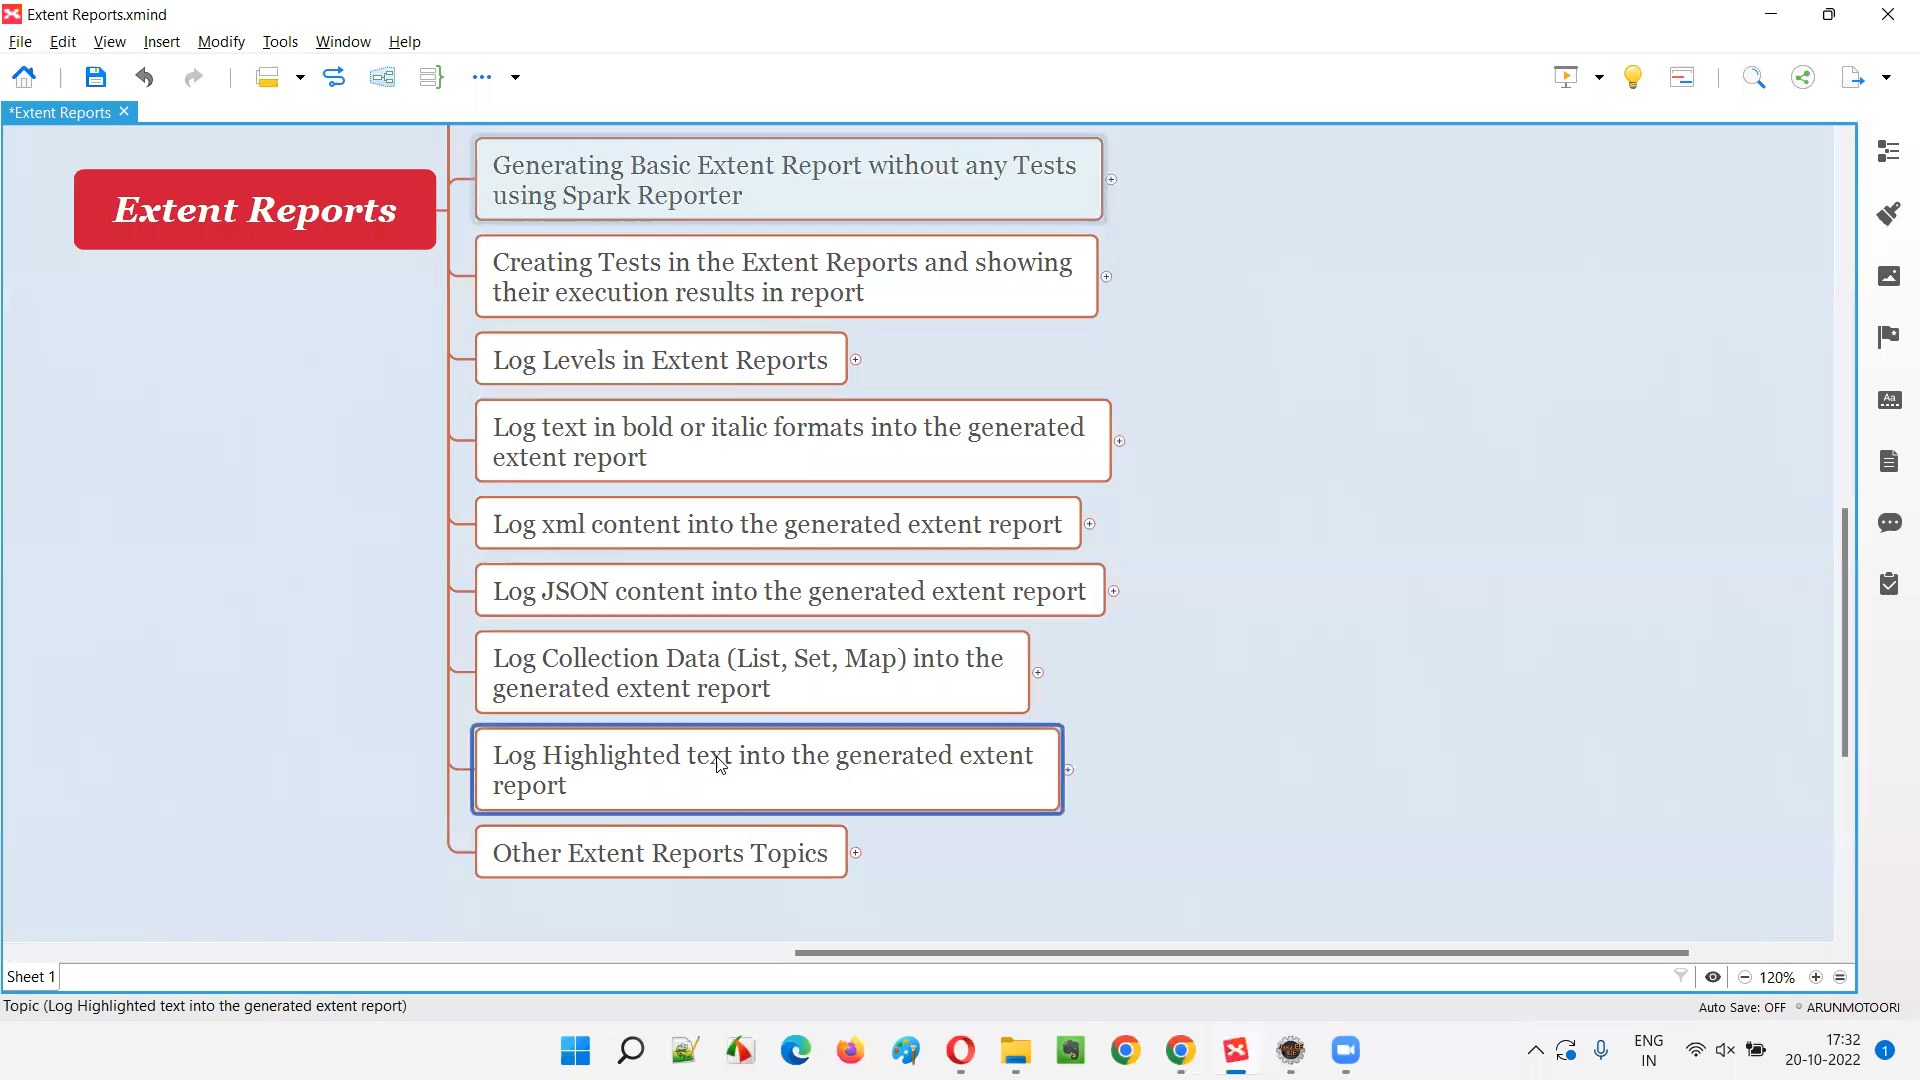 Extent Reports.xmind
File Edit View Insert Modify Tools Window Help
*Extent Reports
Generating Basic Extent Report without any Tests
using Spark Reporter
Extent Reports
Creating Tests in the Extent Reports and showing
their execution results in report
Log Levels in Extent Reports
Log text in bold or italic formats into the generated
extent report
Log xml content into the generated extent report
Log JSON content into the generated extent report
Log Collection Data (List, Set, Map) into the
generated extent report
Log Highlighted text into the generated extent
report
Other Extent Reports Topics
Aa
Sheet 1
120%
Topic (Log Highlighted text into the generated extent report)
Auto Save: OFF ARUNMOTOORI
ENG
IN
17:32
20-10-2022
1